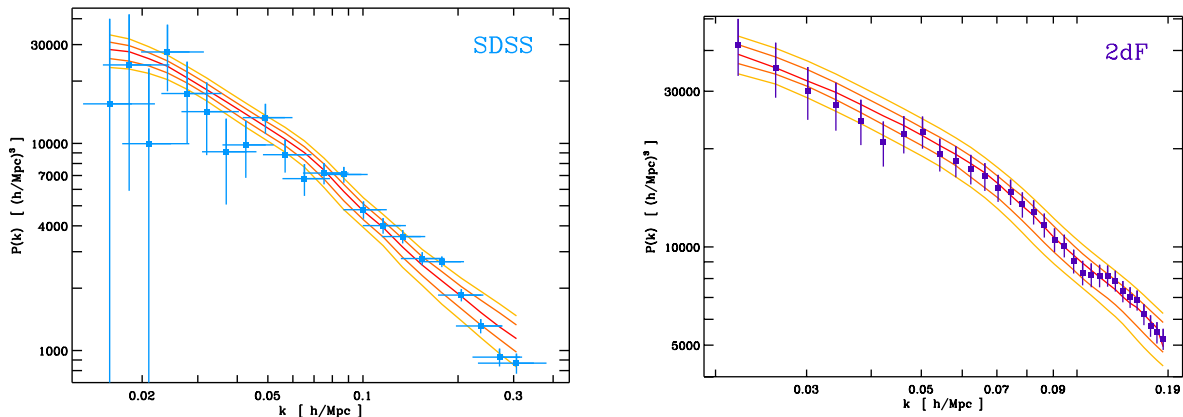 SDSS
30000
10000
7000
4000
1000
P(k) [ (h/Mpc)³]
0.02
0.05
0.1
0.3
k [ h/Mpc]
2dF
30000
10000
5000
P(k) [ (h/Mpc)³]
0.03
0.05
0.07
0.09
0.19
k [ h/Mpc]